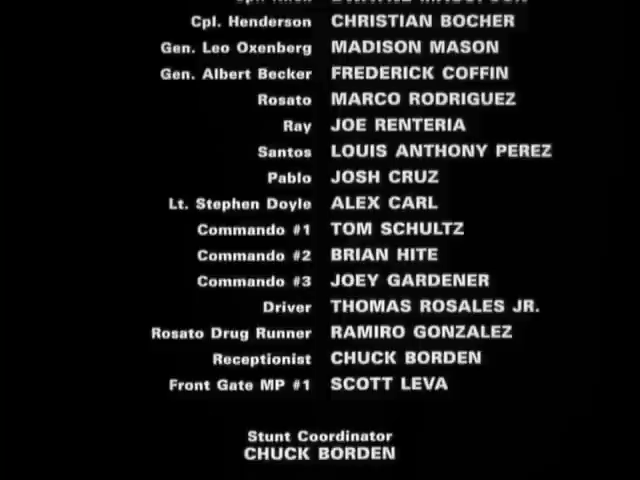 Cpl. Henderson CHRISTIAN BOCHER
Gen. Leo Oxenberg MADISON MASON
Gen. Albert Becker FREDERICK COFFIN
Rosato MARCO RODRIGUEZ
Ray JOE RENTERIA
Santos LOUIS ANTHONY PEREZ
Pablo JOSH CRUZ
Lt. Stephen Doyle ALEX CARL
Commando #1 TOM SCHULTZ
Commando #2 BRIAN HITE
Commando #3 JOEY GARDENER
Driver THOMAS ROSALES JR.
Rosato Drug Runner RAMIRO GONZALEZ
Receptionist CHUCK BORDEN
Front Gate MP #1 SCOTT LEVA
Stunt Coordinator
CHUCK BORDEN